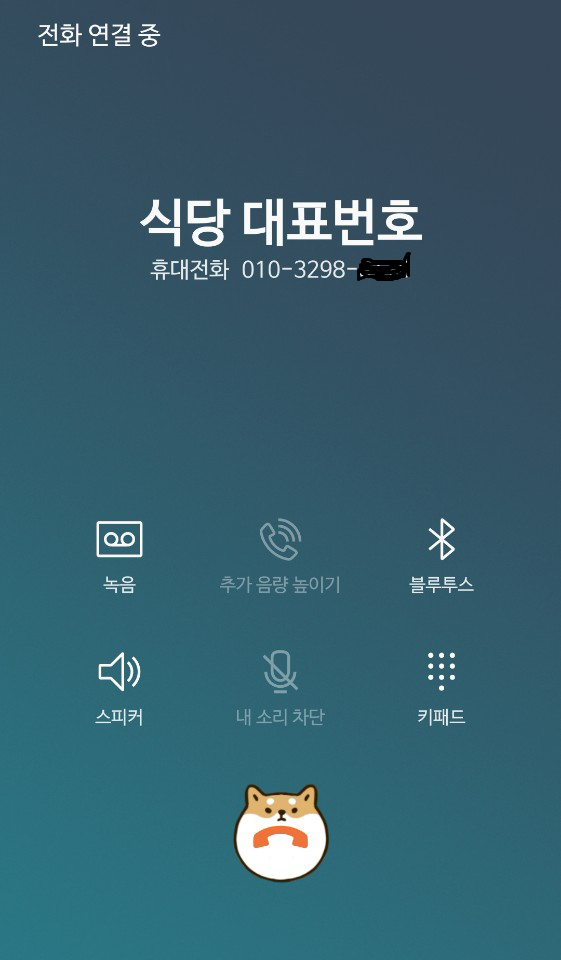 전화 연결 중
식당 대표번호
휴대전화 010-3298-
녹음
추가 음량 높이기
블루투스
스피커
내 소리 차단
키패드